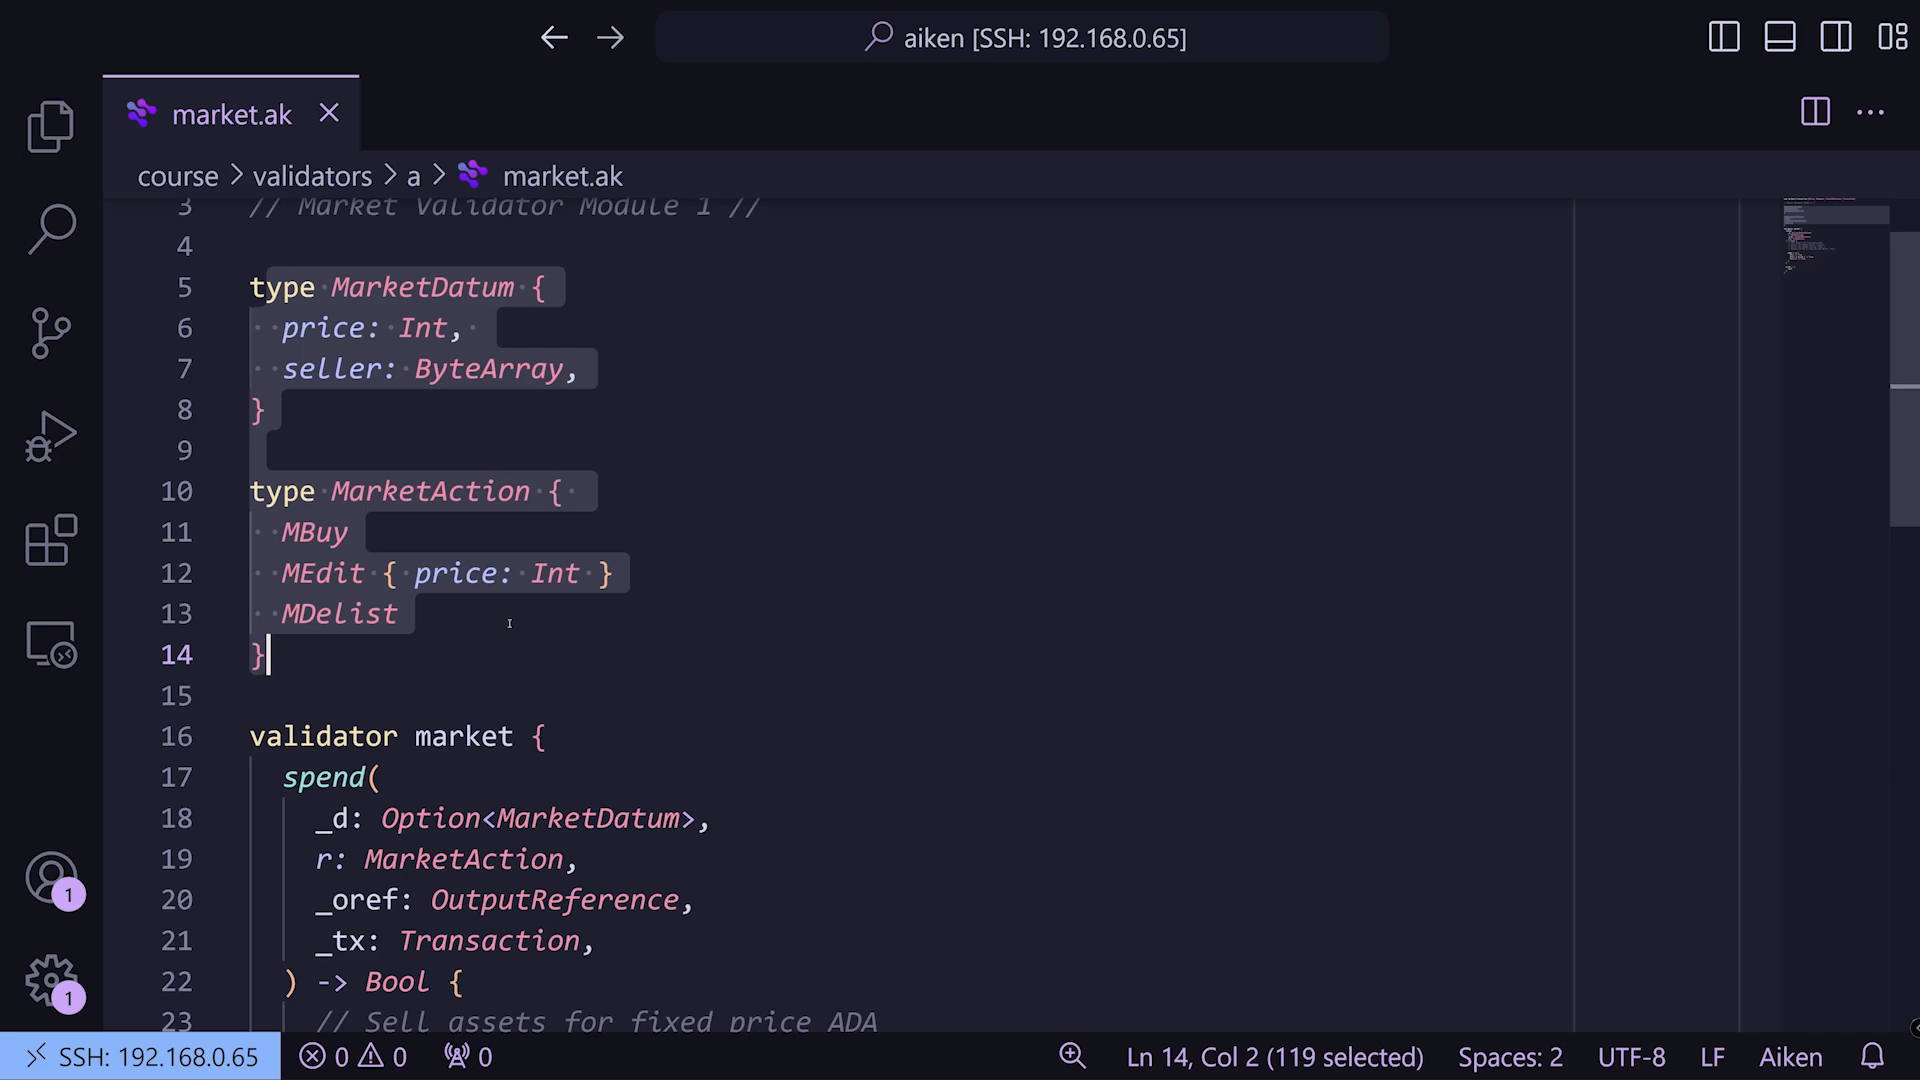 aiken [SSH: 192.168.0.65]
market.ak
course > validators > a > market.ak
3 // Market Validator Module 1 //
4
5 type MarketDatum {
6 price: Int,
7 seller: ByteArray,
8 }
9
10 type MarketAction {
11 MBuy
12 MEdit { price: Int }
13 MDelist
14 }
15
16 validator market {
17 spend(
18 _d: Option<MarketDatum>,
19 r: MarketAction,
20 _oref: OutputReference,
21 _tx: Transaction,
22 ) -> Bool {
23 // Sell assets for fixed price ADA
1
1
SSH: 192.168.0.65 0 0 0 Ln 14, Col 2 (119 selected) Spaces: 2 UTF-8 LF Aiken